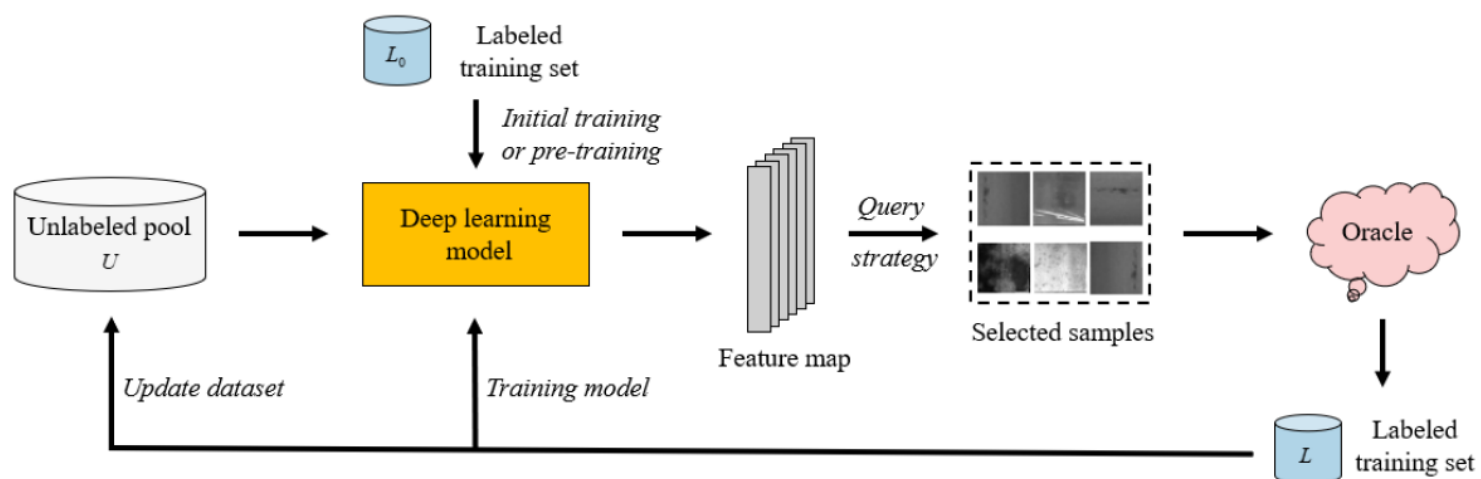 L₀
Labeled
training set
Initial training
or pre-training
Unlabeled pool
U
Deep learning
model
Feature map
Query
strategy
Selected samples
Oracle
Update dataset
Training model
L
Labeled
training set